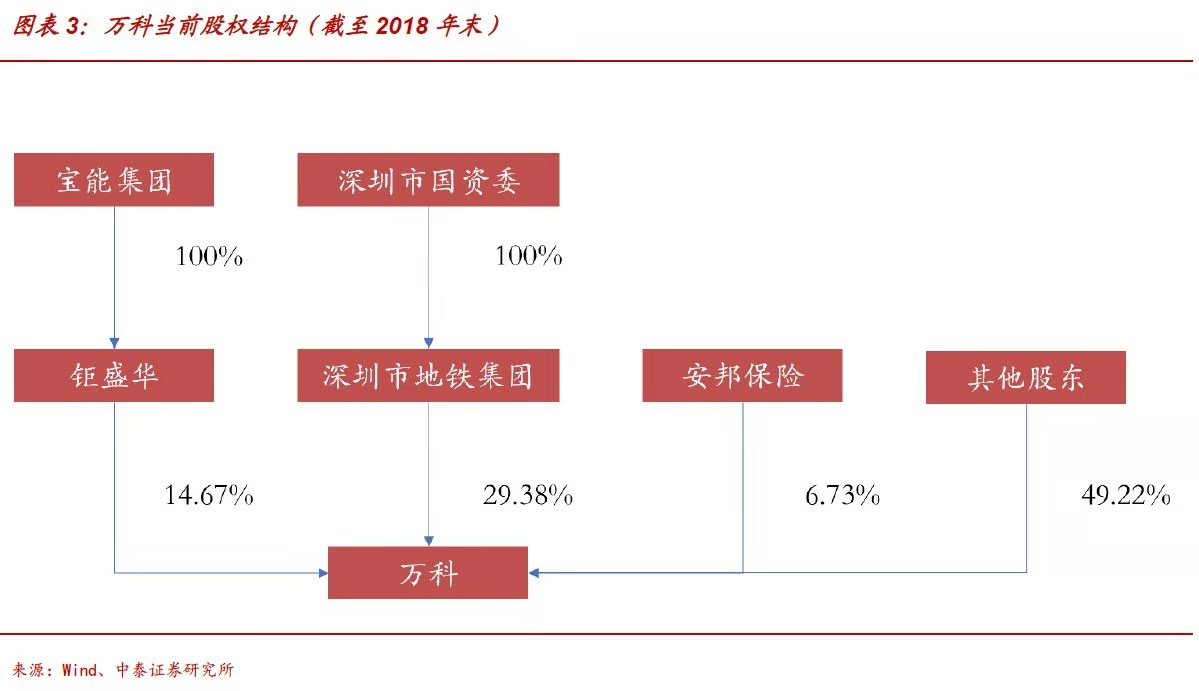 图表 3：万科当前股权结构（截至 2018 年末）
宝能集团
深圳市国资委
100%
100%
钜盛华
深圳市地铁集团
安邦保险
其他股东
14.67%
29.38%
6.73%
49.22%
万科
来源：Wind、中泰证券研究所